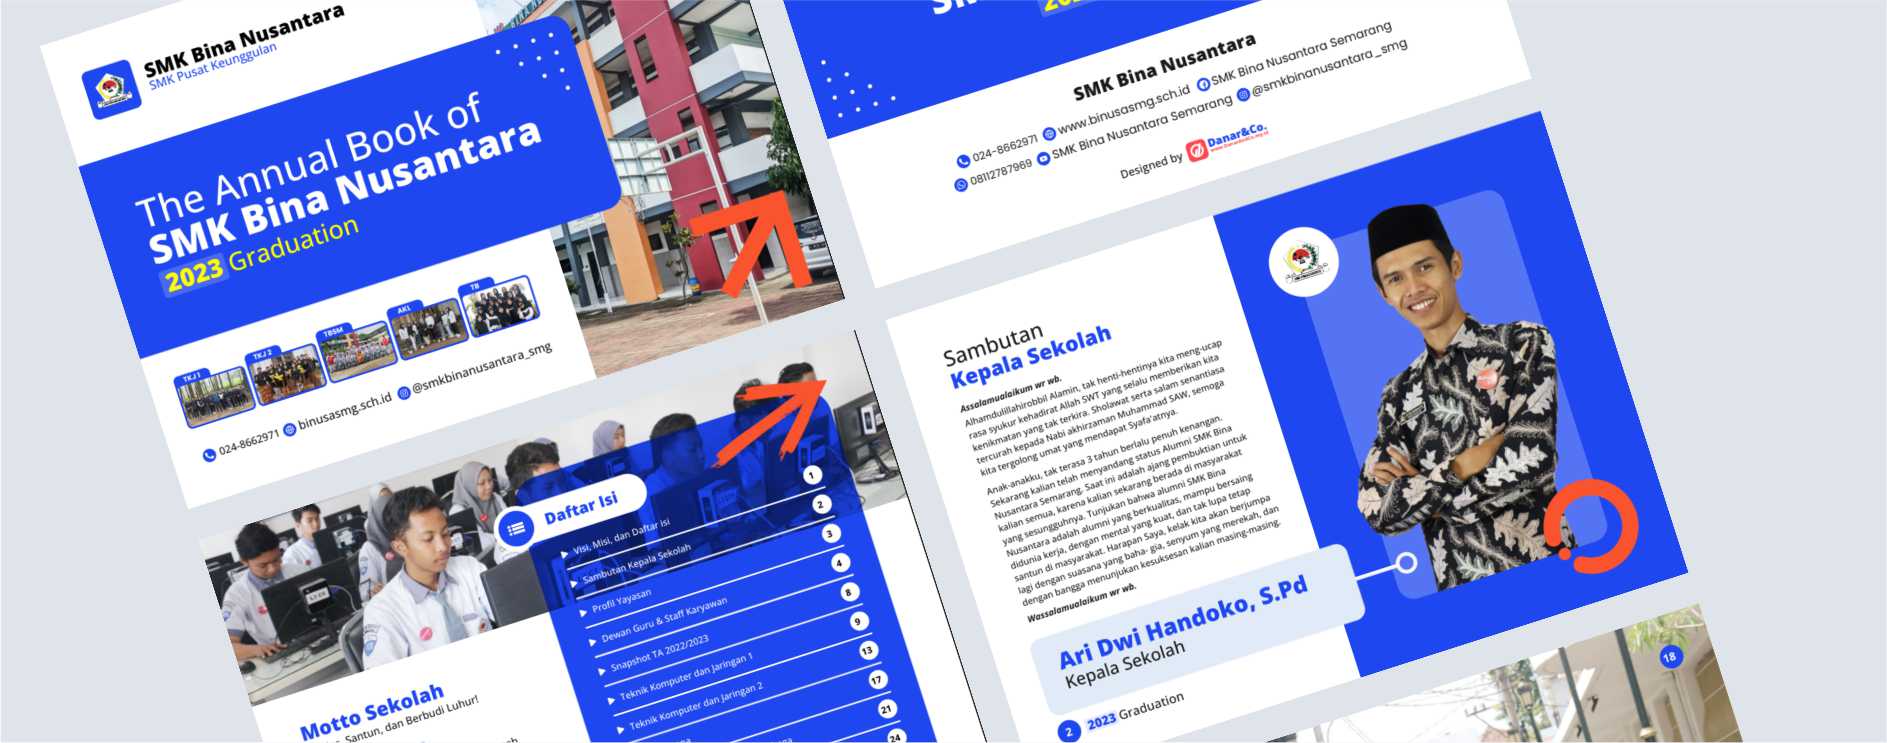 SMK Bina Nusantara
SMK Pusat Keunggulan
The Annual Book of
SMK Bina Nusantara
2023 Graduation
TKJ 1
TKJ 2
TBSM
AKL
TB
024-8662971 binusasmg.sch.id @smkbinanusantara_smg
SMK Bina Nusantara
024-8662971 www.binusasmg.sch.id SMK Bina Nusantara Semarang
08112787969 SMK Bina Nusantara Semarang @smkbinanusantara_smg
Designed by Danar&Co.
Daftar Isi
Visi, Misi, dan Daftar isi 1
Sambutan Kepala Sekolah 2
Profil Yayasan 3
Dewan Guru & Staff Karyawan 4
Snapshot TA 2022/2023 8
Teknik Komputer dan Jaringan 1 9
Teknik Komputer dan Jaringan 2 13
17
21
24
Motto Sekolah
Santun, dan Berbudi Luhur!
Sambutan
Kepala Sekolah
Assalamualaikum wr wb.
Alhamdulillahirobbil Alamin, tak henti-hentinya kita meng-ucap
rasa syukur kehadirat Allah SWT yang selalu memberikan kita
kenikmatan yang tak terkira. Sholawat serta salam senantiasa
tercurah kepada Nabi akhirzaman Muhammad SAW, semoga
kita tergolong umat yang mendapat Syafa'atnya.
Anak-anakku, tak terasa 3 tahun berlalu penuh kenangan.
Sekarang kalian telah menyandang status Alumni SMK Bina
Nusantara Semarang. Saat ini adalah ajang pembuktian untuk
kalian semua, karena kalian sekarang berada di masyarakat
yang sesungguhnya. Tunjukan bahwa alumni SMK Bina
Nusantara adalah alumni yang berkualitas, mampu bersaing
didunia kerja, dengan mental yang kuat, dan tak lupa tetap
santun di masyarakat. Harapan Saya, kelak kita akan berjumpa
lagi dengan suasana yang baha- gia, senyum yang merekah, dan
dengan bangga menunjukan kesuksesan kalian masing-masing.
Wassalamualaikum wr wb.
Ari Dwi Handoko, S.Pd
Kepala Sekolah
2 2023 Graduation
18